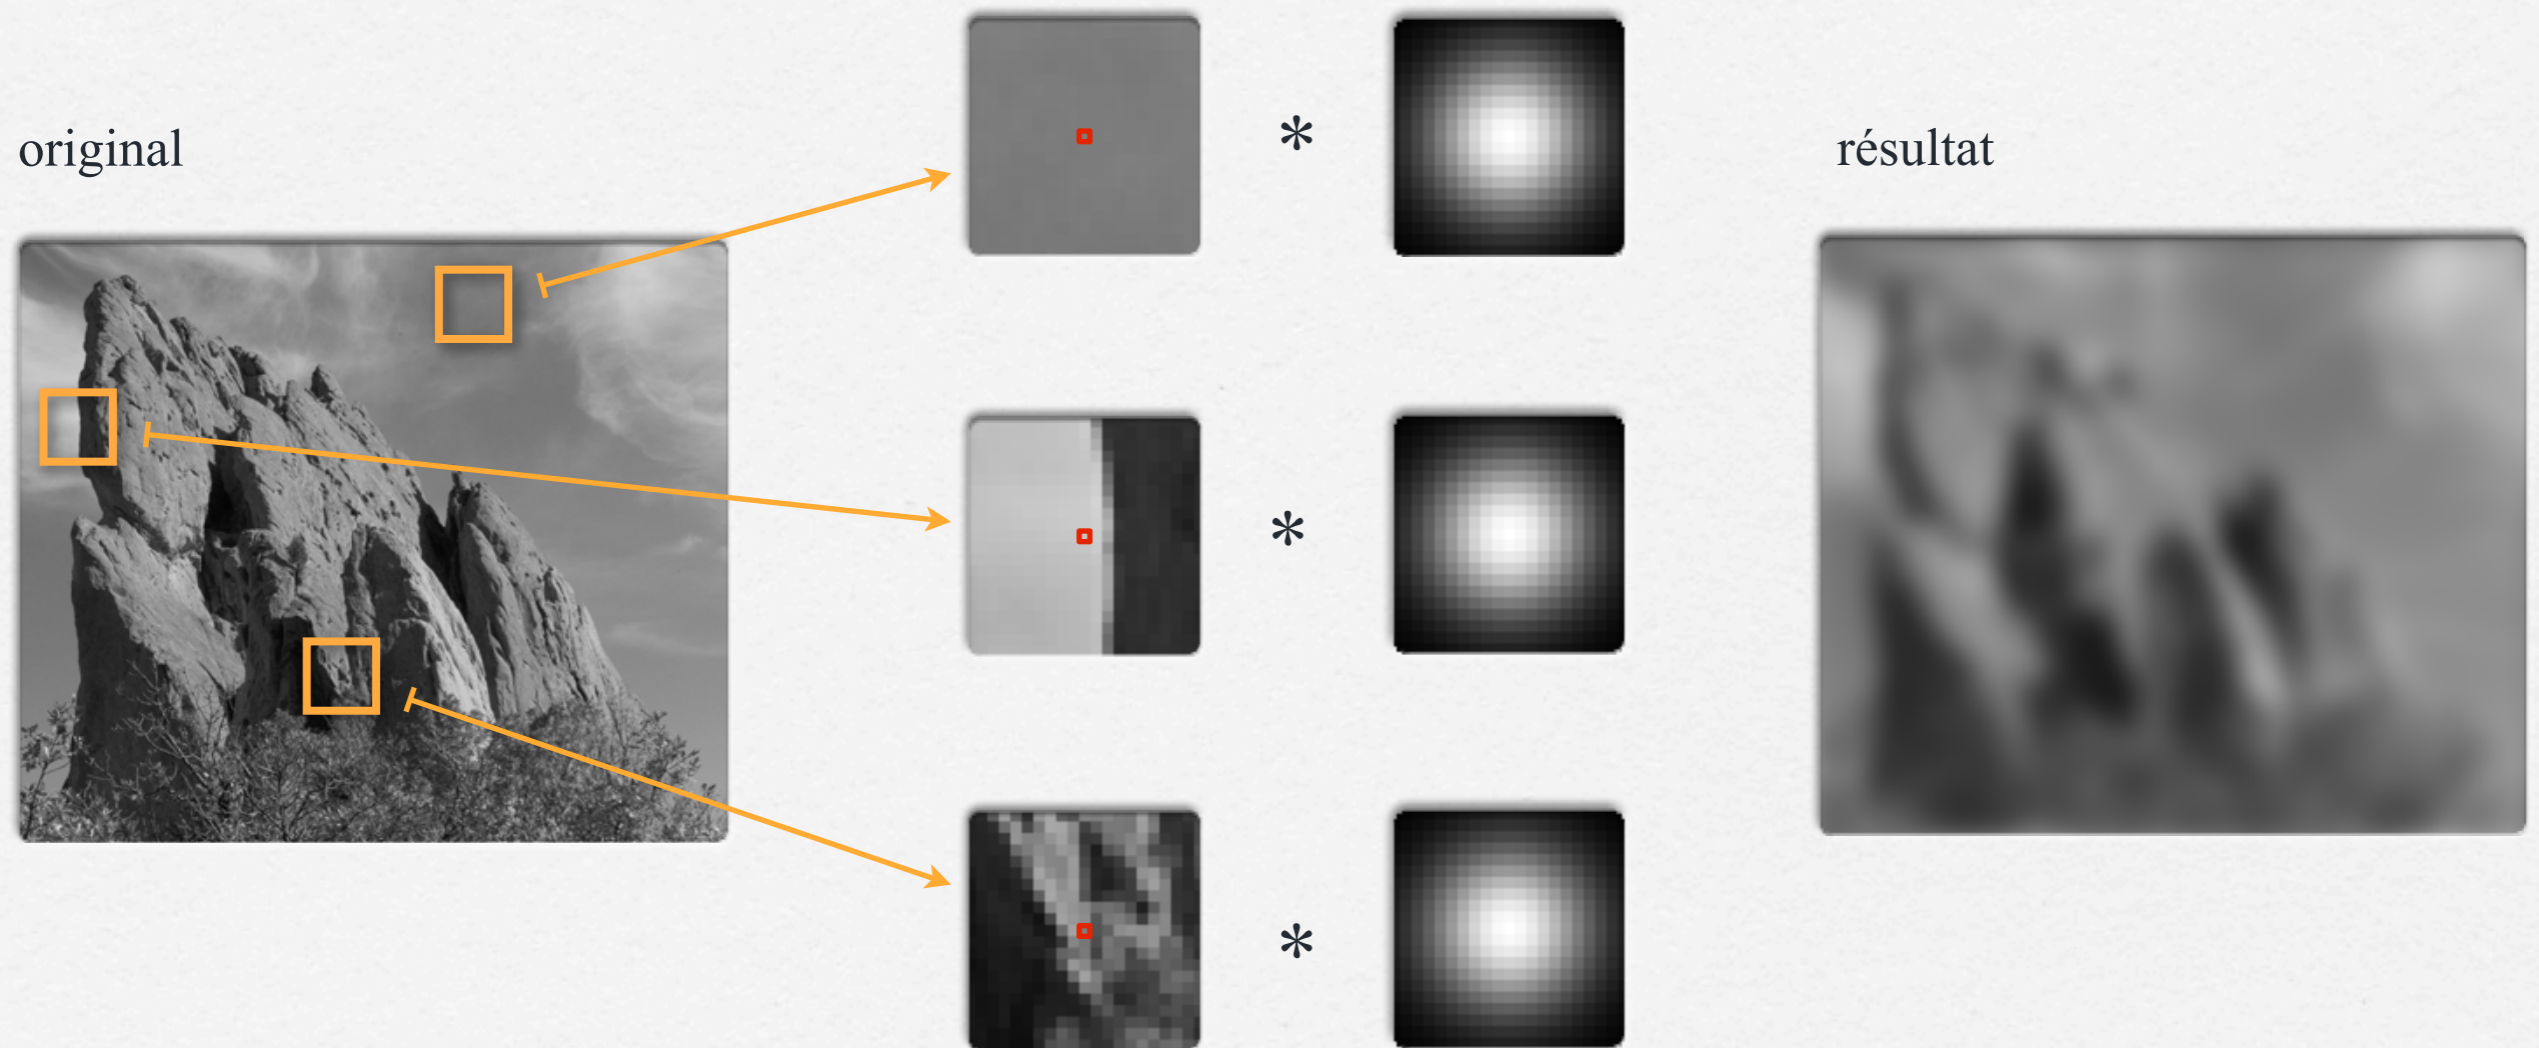 original
*
résultat
*
*